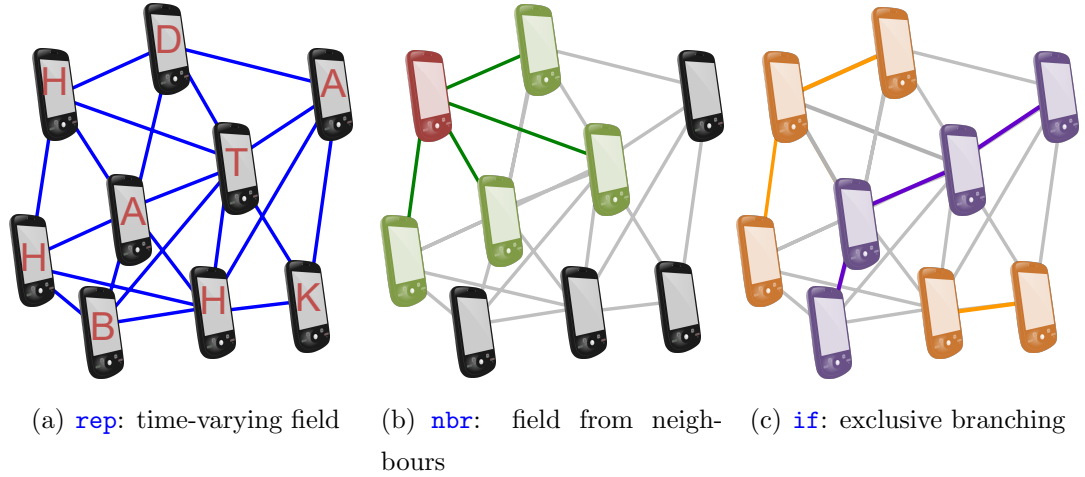 D
H
A
T
A
H
H
K
B
(a) rep: time-varying field
(b) nbr: field from neigh-
bours
(c) if: exclusive branching